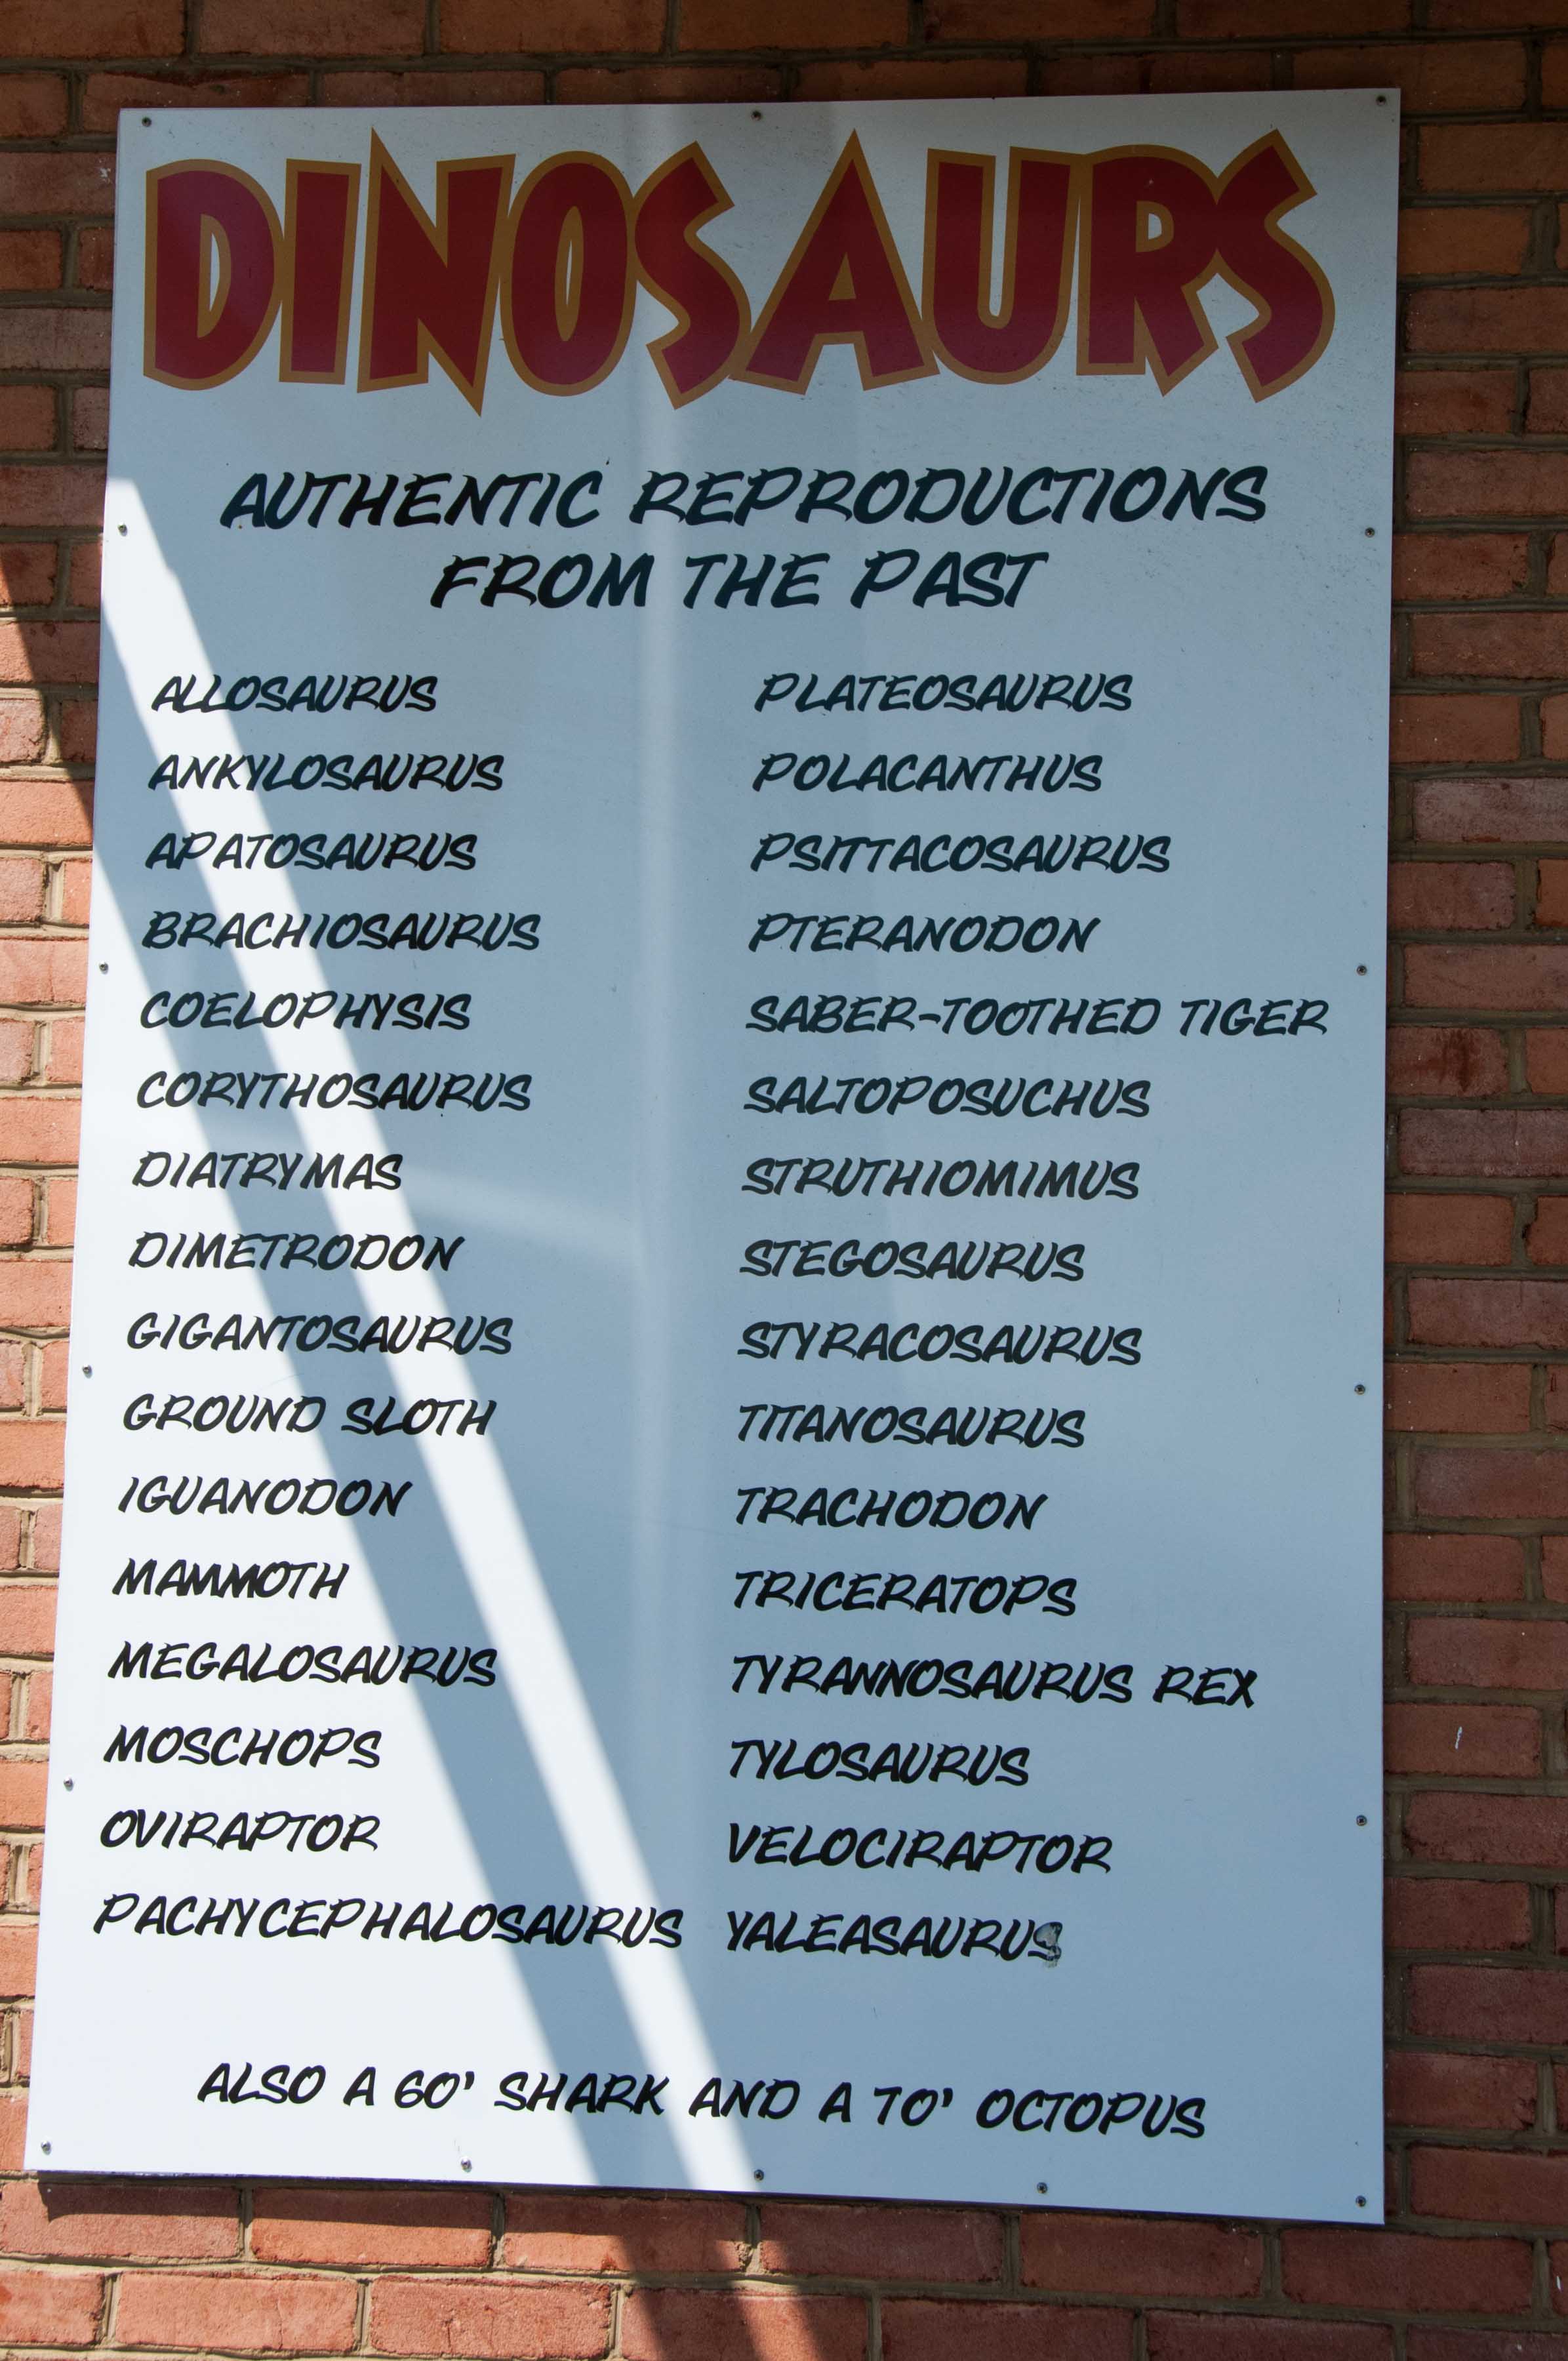 DINOSAURS
AUTHENTIC REPRODUCTIONS
FROM THE PAST
ALLOSAURUS
ANKYLOSAURUS
APATOSAURUS
BRACHIOSAURUS
COELOPHYSIS
CORYTHOSAURUS
DIATRYMAS
DIMETRODON
GIGANTOSAURUS
GROUND SLOTH
IGUANODON
MAMMOTH
MEGALOSAURUS
MOSCHOPS
OVIRAPTOR
PACHYCEPHALOSAURUS
PLATEOSAURUS
POLACANTHUS
PSITTACOSAURUS
PTERANODON
SABER-TOOTHED TIGER
SALTOPOSUCHUS
STRUTHIOMIMUS
STEGOSAURUS
STYRACOSAURUS
TITANOSAURUS
TRACHODON
TRICERATOPS
TYRANNOSAURUS REX
TYLOSAURUS
VELOCIRAPTOR
YALEASAURUS
ALSO A 60' SHARK AND A 70' OCTOPUS